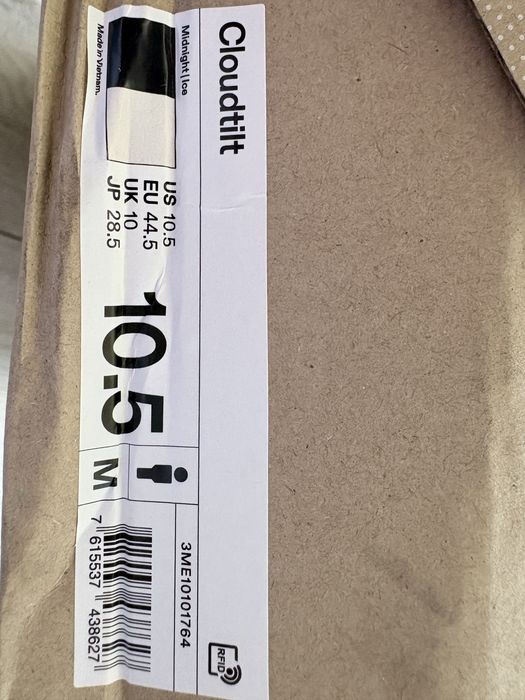 Cloudtilt
Midnight | Ice
Made in Vietnam.
US 10.5
EU 44.5
UK 10
JP 28.5
10.5
M
3ME10101764
7 615537 438627
RFID